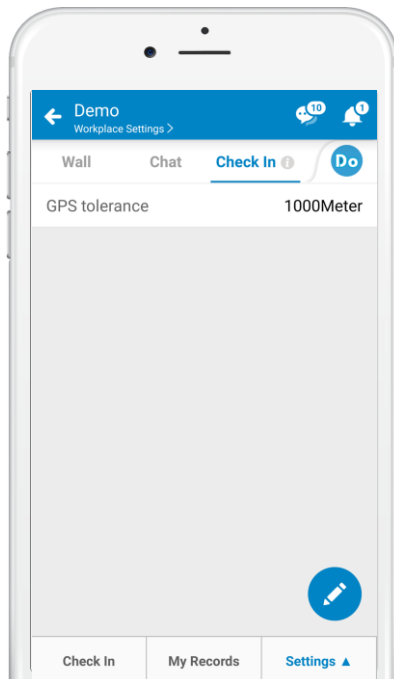 Demo
Workplace Settings >
10
1
Wall Chat Check In i
Do
GPS tolerance 1000Meter
Check In My Records Settings ▲